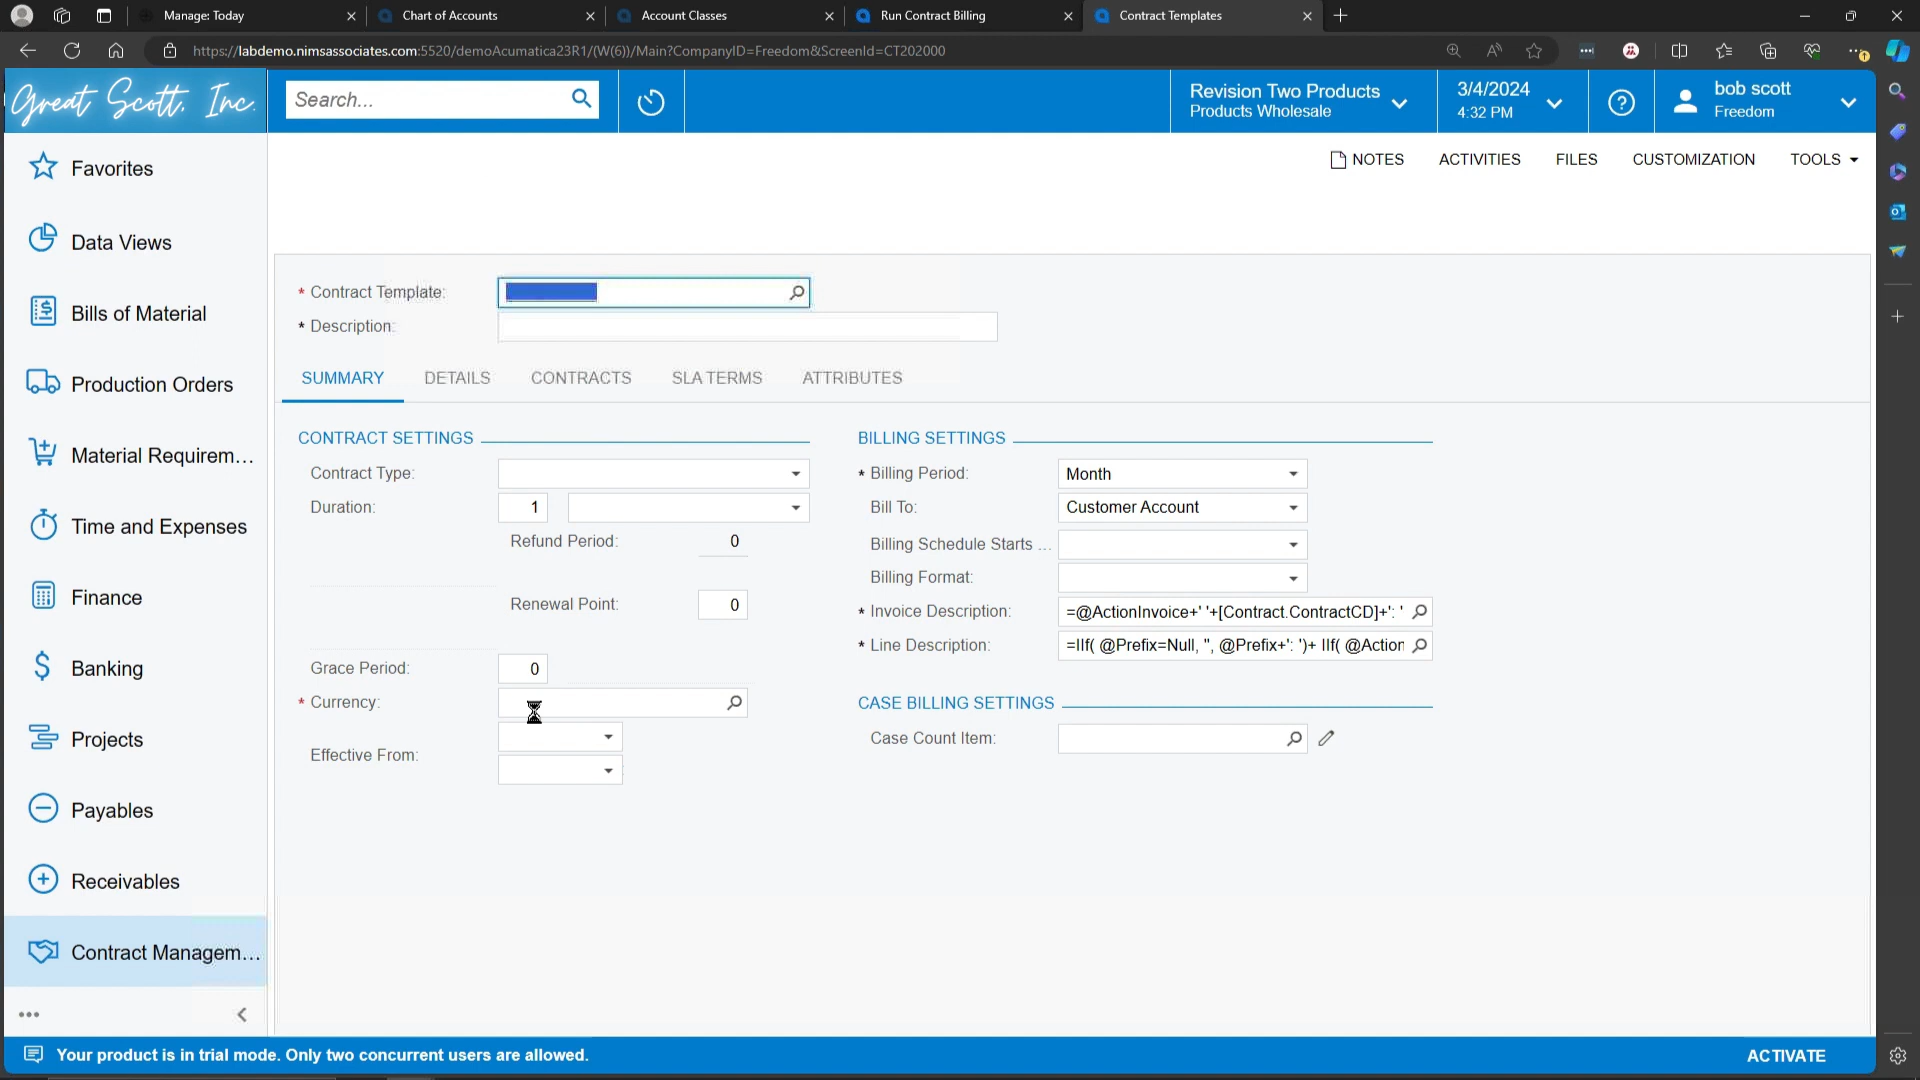 Manage: Today
Chart of Accounts
Account Classes
Run Contract Billing
Contract Templates
https://labdemo.nimsassociates.com:5520/demoAcumatica23R1/(W(6))/Main?CompanyID=Freedom&ScreenId=CT202000
Great Scott, Inc.
Search...
Revision Two Products
Products Wholesale
3/4/2024
4:32 PM
bob scott
Freedom
NOTES
ACTIVITIES
FILES
CUSTOMIZATION
TOOLS
Favorites
Data Views
Bills of Material
Production Orders
Material Requirem...
Time and Expenses
Finance
Banking
Projects
Payables
Receivables
Contract Managem...
* Contract Template:
* Description:
SUMMARY
DETAILS
CONTRACTS
SLA TERMS
ATTRIBUTES
CONTRACT SETTINGS
Contract Type:
Duration: 1
Refund Period: 0
Renewal Point: 0
Grace Period: 0
* Currency:
Effective From:
BILLING SETTINGS
* Billing Period: Month
Bill To: Customer Account
Billing Schedule Starts ...
Billing Format:
* Invoice Description: =@ActionInvoice+' '+[Contract.ContractCD]+': '
* Line Description: =IIf( @Prefix=Null, '', @Prefix+': ')+ IIf( @Action
CASE BILLING SETTINGS
Case Count Item:
Your product is in trial mode. Only two concurrent users are allowed.
ACTIVATE